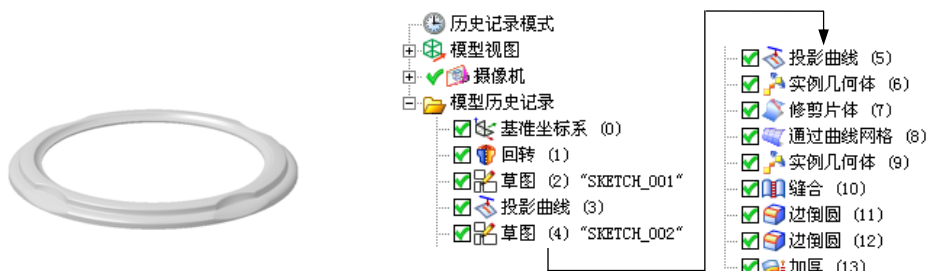 历史记录模式
模型视图
摄像机
模型历史记录
基准坐标系 (0)
回转 (1)
草图 (2) "SKETCH_001"
投影曲线 (3)
草图 (4) "SKETCH_002"
投影曲线 (5)
实例几何体 (6)
修剪片体 (7)
通过曲线网格 (8)
实例几何体 (9)
缝合 (10)
边倒圆 (11)
边倒圆 (12)
加厚 (13)